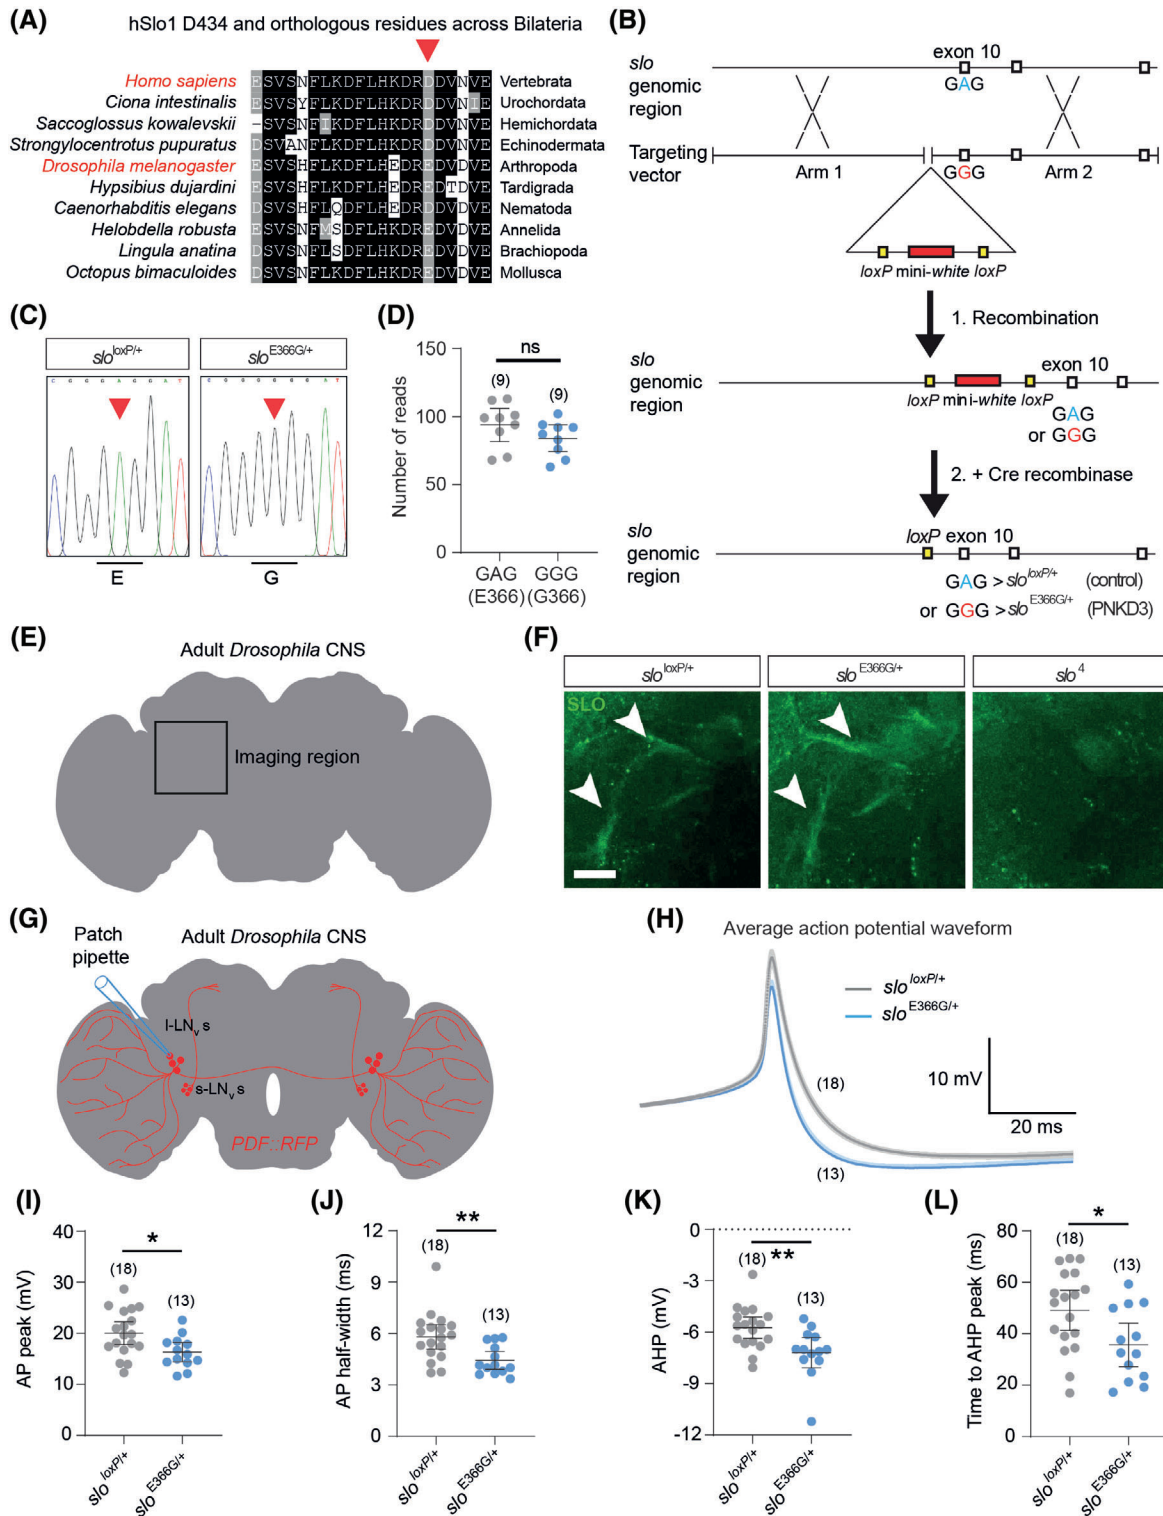 (A)
hSlo1 D434 and orthologous residues across Bilateria
Homo sapiens ESVSNFLKDFLHKDRDDVNVE Vertebrata
Ciona intestinalis ESVSYFLKDFLHKDRDDVNIE Urochordata
Saccoglossus kowalevskii -SVSNFIKDFLHKDRDDVNVE Hemichordata
Strongylocentrotus pupuratus DSVANFLKDFLHKDRDDVNVE Echinodermata
Drosophila melanogaster ESVSHFLKDFLHEDREDVDVE Arthropoda
Hypsibius dujardini DSVSNFLKDFLHEDREDTDVE Tardigrada
Caenorhabditis elegans DSVSHFLQDFLHEDRDDVDVE Nematoda
Helobdella robusta DSVSNFMSDFLHKDREDVDVE Annelida
Lingula anatina DSVSNFLSDFLHKDREDVDVE Brachiopoda
Octopus bimaculoides DSVSNFLKDFLHKDREDVDVE Mollusca
(B)
slo
genomic
region
exon 10
GAG
Targeting
vector
Arm 1
GGG
Arm 2
loxP mini-white loxP
1. Recombination
slo
genomic
region
exon 10
loxP mini-white loxP
GAG
or GGG
2. + Cre recombinase
slo
genomic
region
loxP exon 10
GAG > slo loxP/+ (control)
or GGG > slo E366G/+ (PNKD3)
(C)
slo loxP/+
slo E366G/+
C G G G A G G A T
C G G G G G G A T
E
G
(D)
Number of reads
150
100
50
0
ns
(9)
(9)
GAG
(E366)
GGG
(G366)
(E)
Adult Drosophila CNS
Imaging region
(F)
slo loxP/+
slo E366G/+
slo 4
SLO
(G)
Patch
pipette
Adult Drosophila CNS
l-LNvs
s-LNvs
PDF::RFP
(H)
Average action potential waveform
slo loxP/+
slo E366G/+
(18)
(13)
10 mV
20 ms
(I)
AP peak (mV)
40
30
20
10
0
*
(18)
(13)
slo loxP/+
slo E366G/+
(J)
AP half-width (ms)
12
9
6
3
0
**
(18)
(13)
slo loxP/+
slo E366G/+
(K)
AHP (mV)
0
-3
-6
-9
-12
(18)
**
(13)
slo loxP/+
slo E366G/+
(L)
Time to AHP peak (ms)
80
60
40
20
0
*
(18)
(13)
slo loxP/+
slo E366G/+